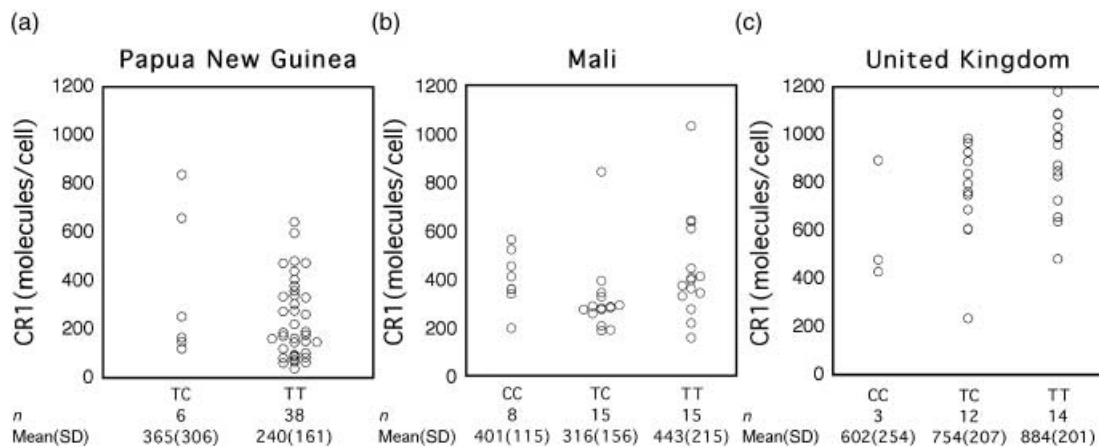 (a)
Papua New Guinea
CR1(molecules/cell)
1200
1000
800
600
400
200
0
TC TT
n 6 38
Mean(SD) 365(306) 240(161)
(b)
Mali
CR1(molecules/cell)
1200
1000
800
600
400
200
0
CC TC TT
n 8 15 15
Mean(SD) 401(115) 316(156) 443(215)
(c)
United Kingdom
CR1(molecules/cell)
1200
1000
800
600
400
200
0
CC TC TT
n 3 12 14
Mean(SD) 602(254) 754(207) 884(201)